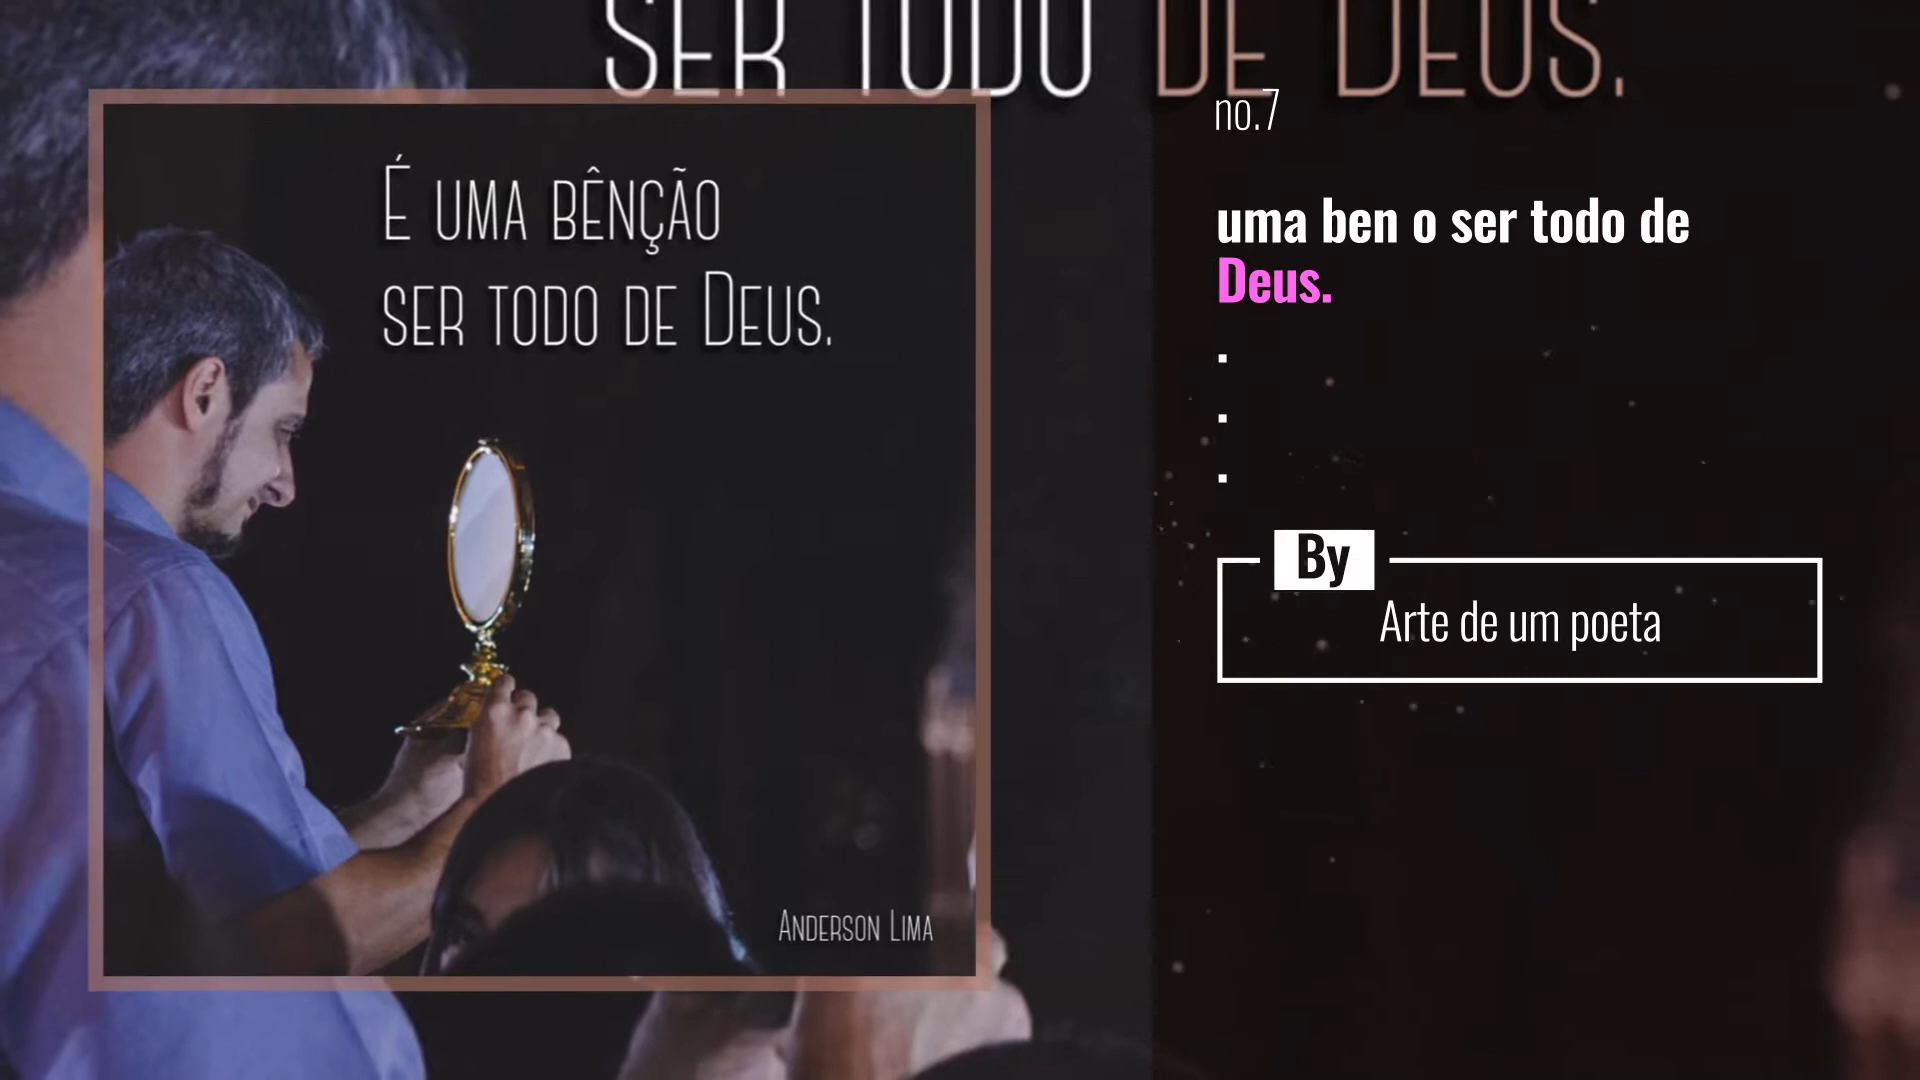 SER TODO DE DEUS.
É UMA BÊNÇÃO
SER TODO DE DEUS.
ANDERSON LIMA
no.7
uma ben o ser todo de
Deus.
.
.
.
By
Arte de um poeta